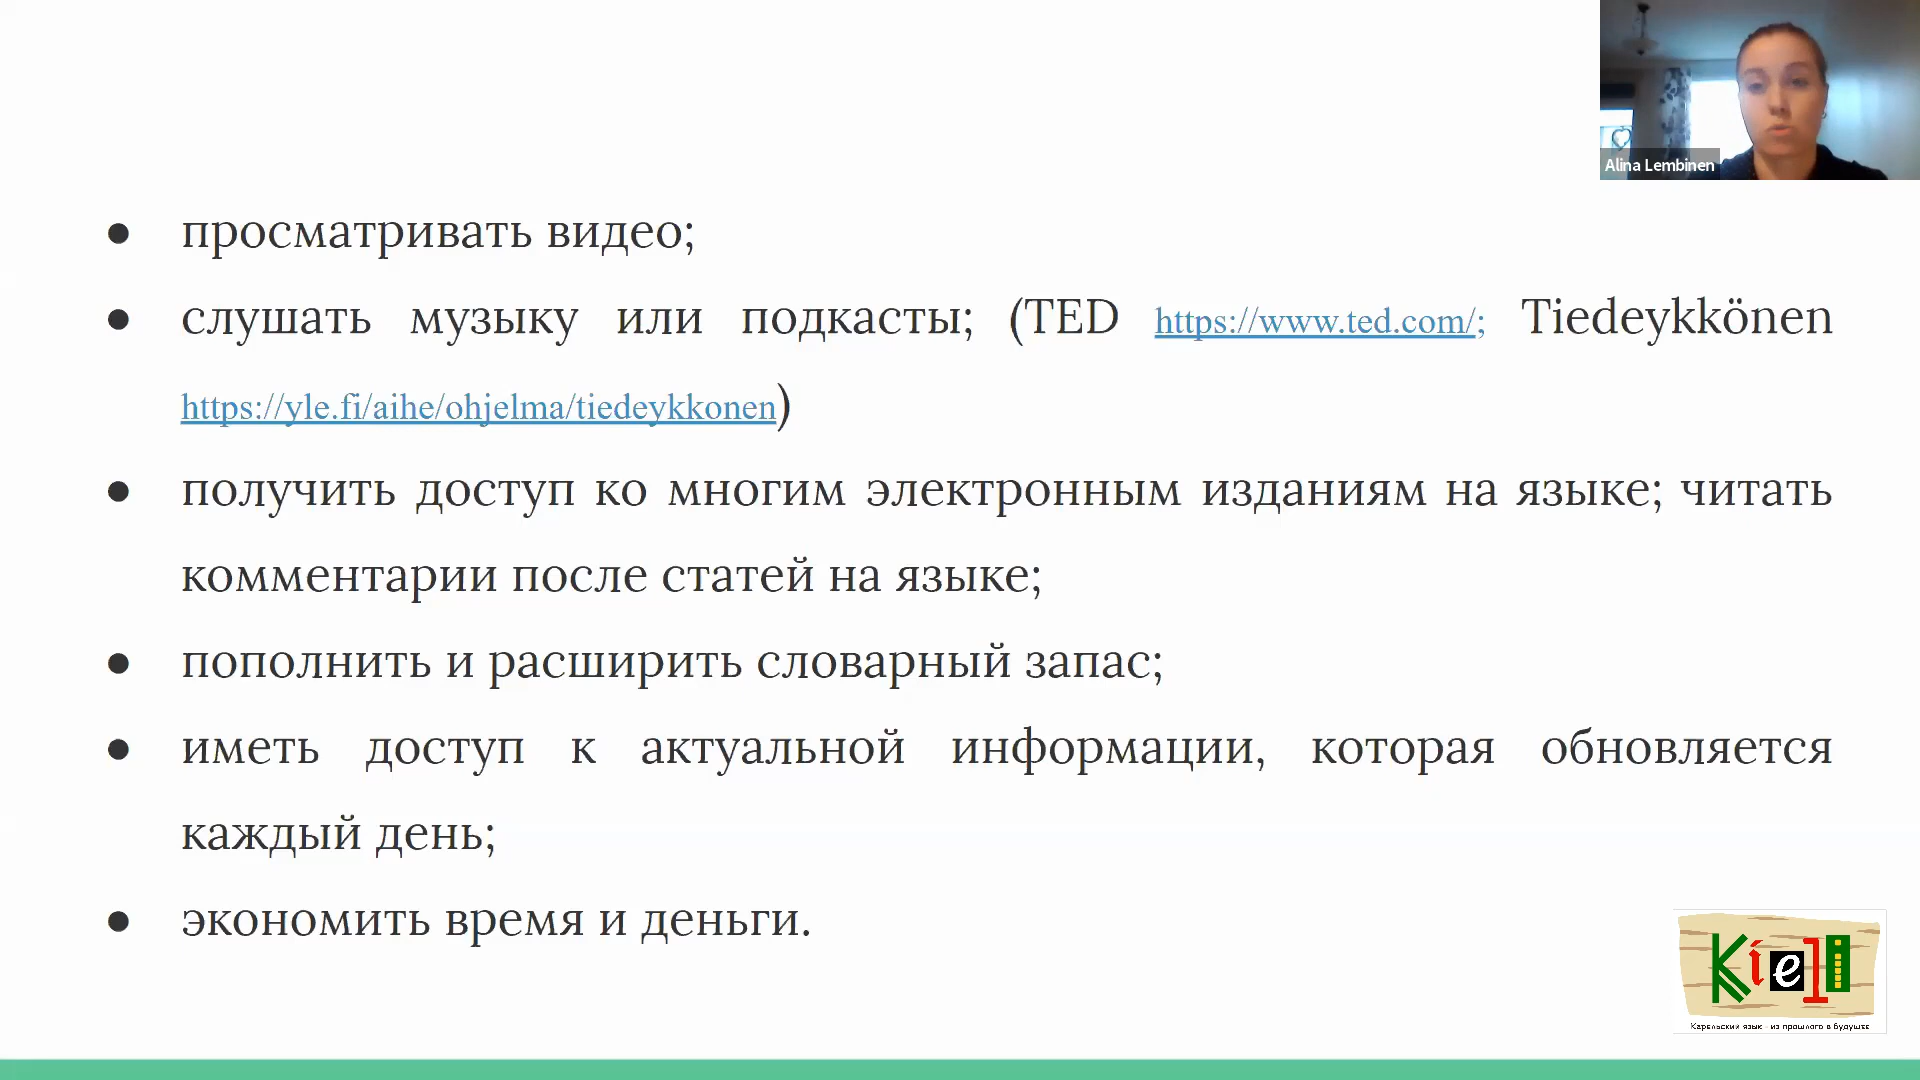 Alina Lembinen
● просматривать видео;
● слушать музыку или подкасты; (TED https://www.ted.com/; Tiedeykkönen
https://yle.fi/aihe/ohjelma/tiedeykkonen)
● получить доступ ко многим электронным изданиям на языке; читать
комментарии после статей на языке;
● пополнить и расширить словарный запас;
● иметь доступ к актуальной информации, которая обновляется
каждый день;
● экономить время и деньги.
Kieli
Карельский язык - из прошлого в будущее